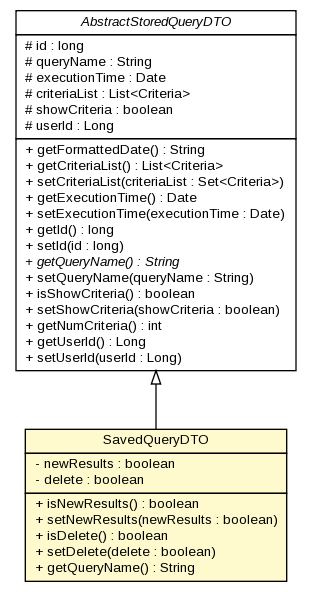 AbstractStoredQueryDTO
# id : long
# queryName : String
# executionTime : Date
# criteriaList : List<Criteria>
# showCriteria : boolean
# userId : Long
+ getFormattedDate() : String
+ getCriteriaList() : List<Criteria>
+ setCriteriaList(criteriaList : Set<Criteria>)
+ getExecutionTime() : Date
+ setExecutionTime(executionTime : Date)
+ getId() : long
+ setId(id : long)
+ getQueryName() : String
+ setQueryName(queryName : String)
+ isShowCriteria() : boolean
+ setShowCriteria(showCriteria : boolean)
+ getNumCriteria() : int
+ getUserId() : Long
+ setUserId(userId : Long)
SavedQueryDTO
- newResults : boolean
- delete : boolean
+ isNewResults() : boolean
+ setNewResults(newResults : boolean)
+ isDelete() : boolean
+ setDelete(delete : boolean)
+ getQueryName() : String